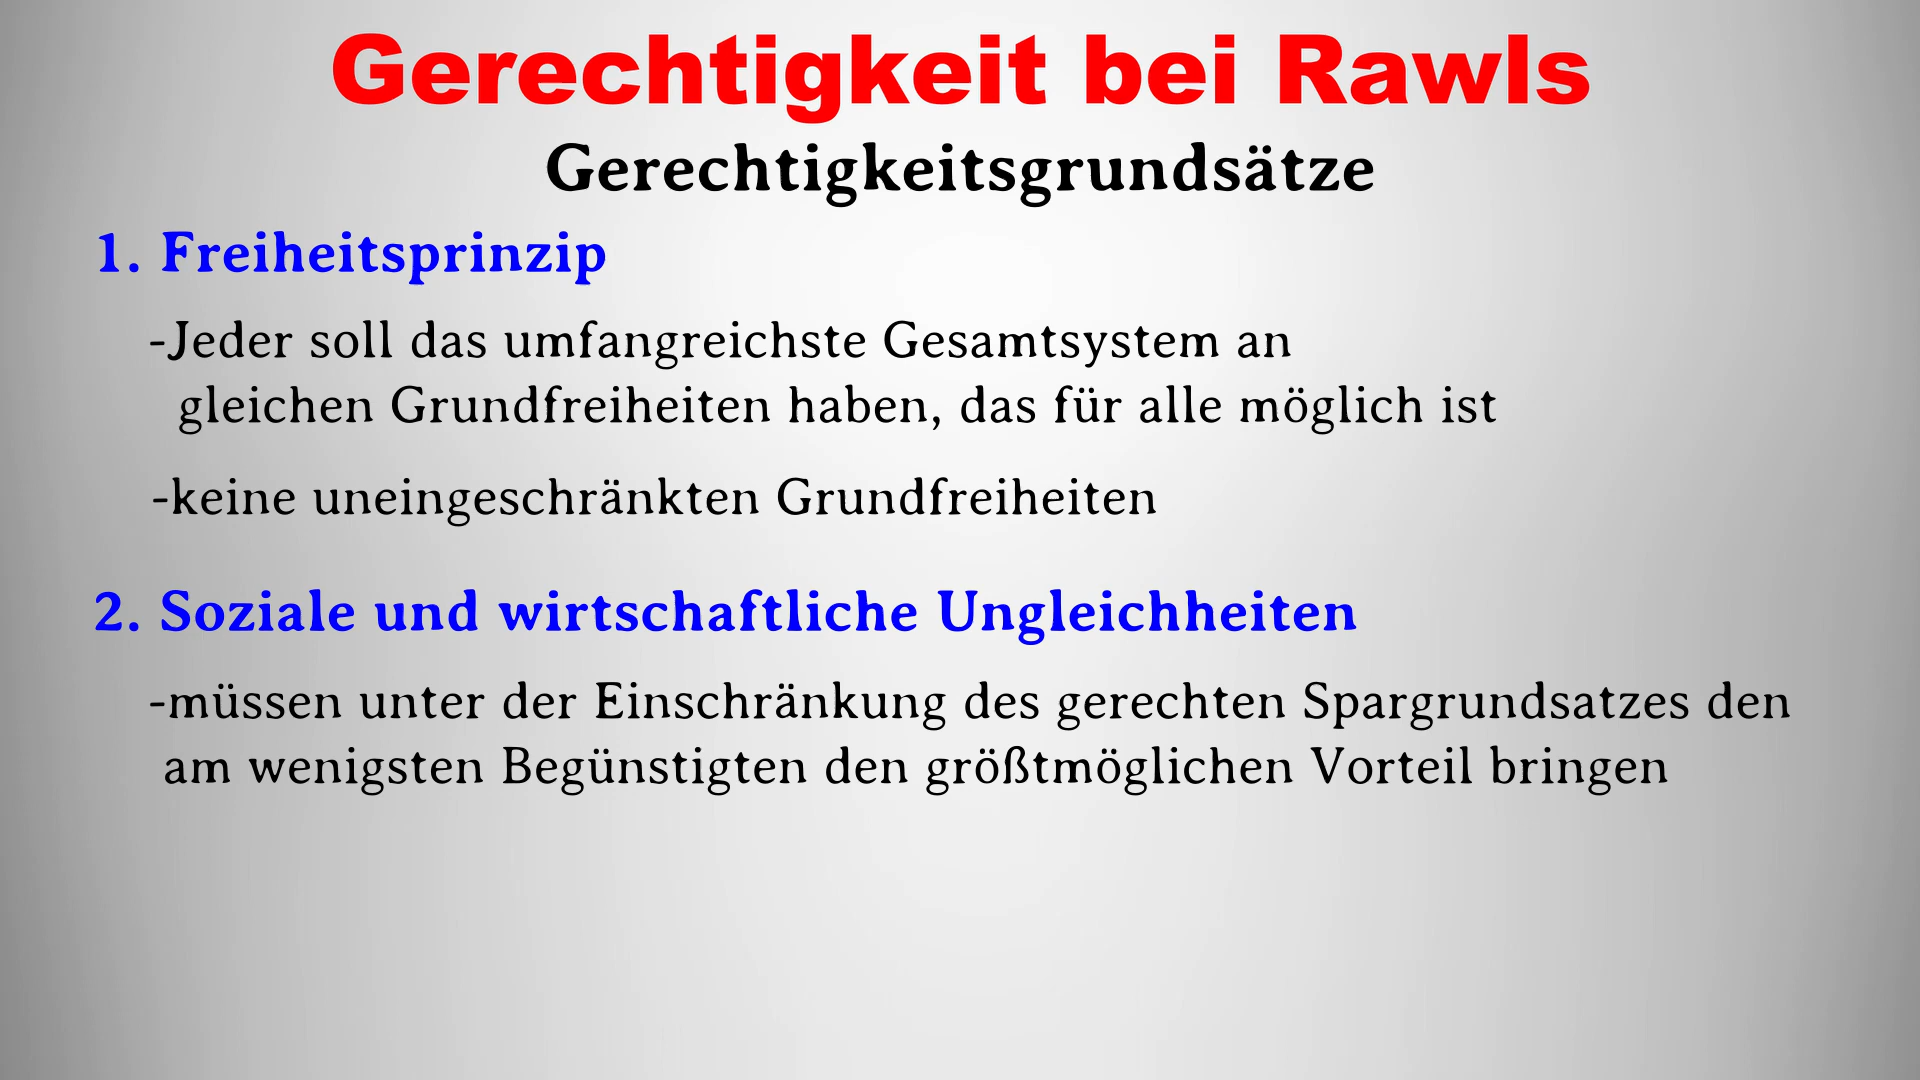 Gerechtigkeit bei Rawls
Gerechtigkeitsgrundsätze
1. Freiheitsprinzip
-Jeder soll das umfangreichste Gesamtsystem an
gleichen Grundfreiheiten haben, das für alle möglich ist
-keine uneingeschränkten Grundfreiheiten
2. Soziale und wirtschaftliche Ungleichheiten
-müssen unter der Einschränkung des gerechten Spargrundsatzes den
am wenigsten Begünstigten den größtmöglichen Vorteil bringen